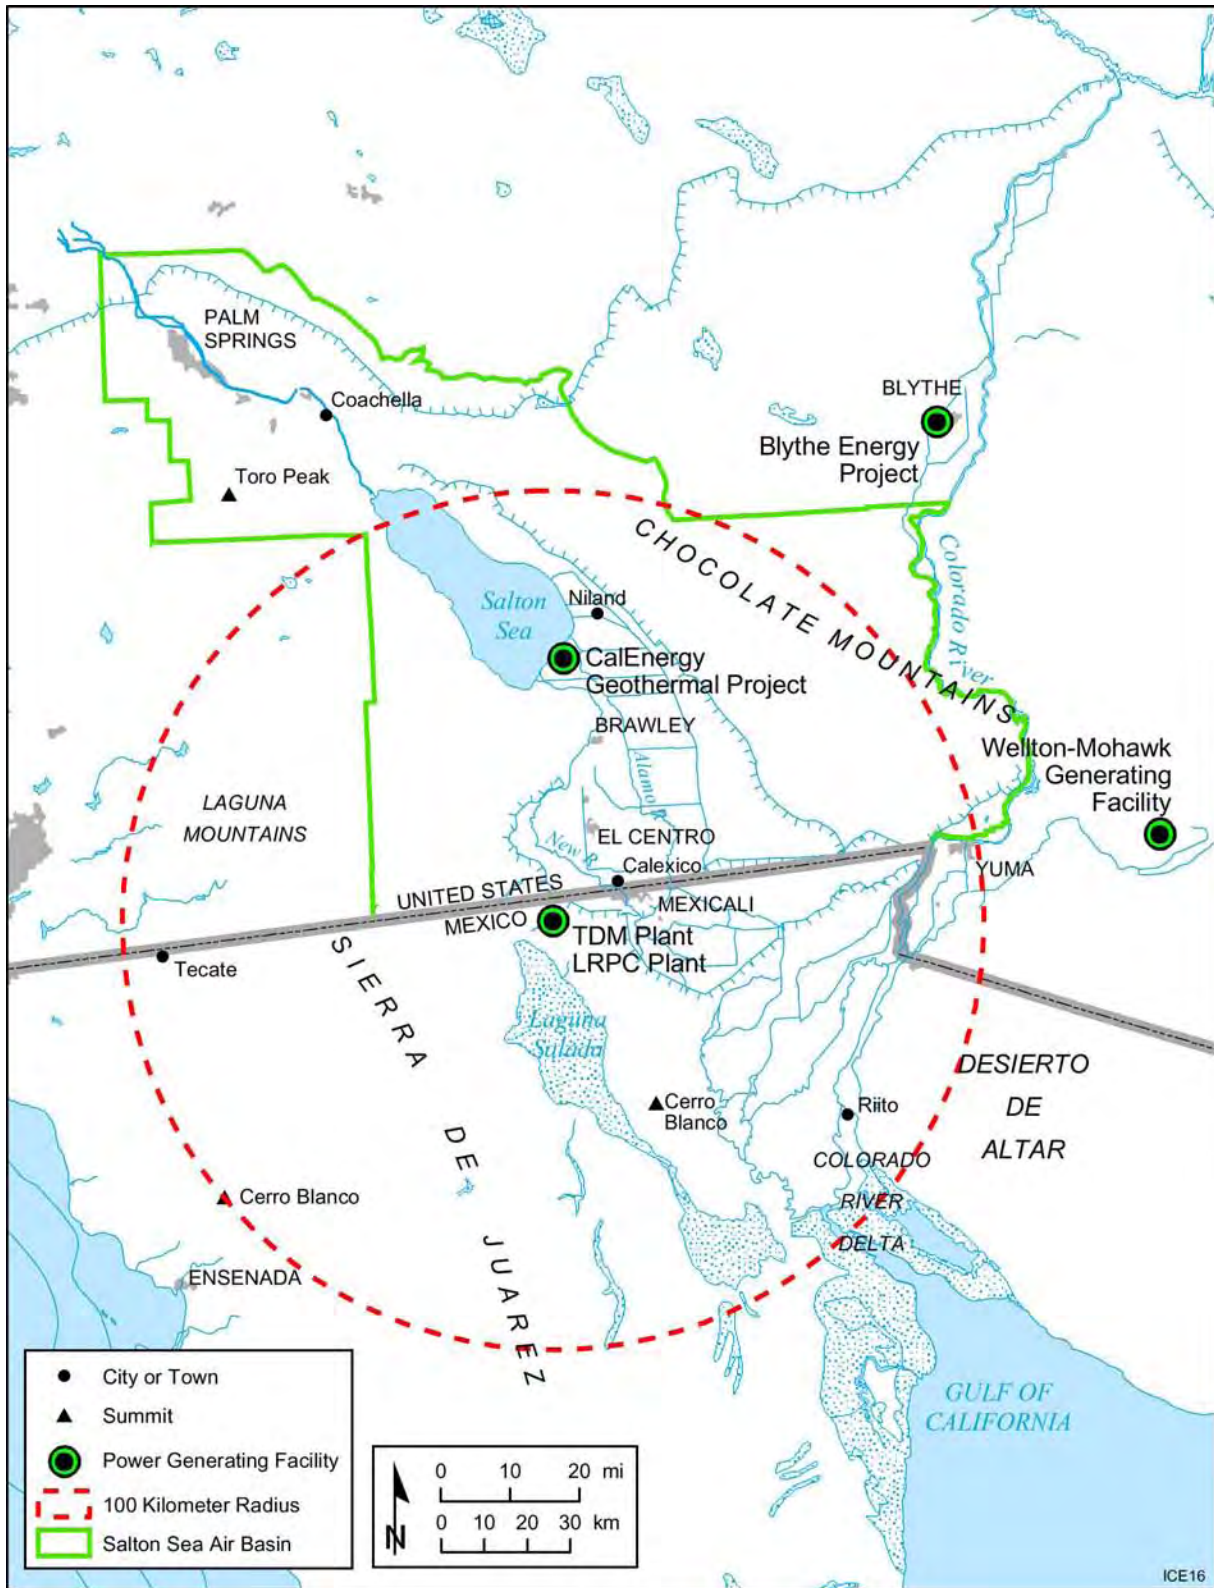 PALM
SPRINGS
Coachella
Toro Peak
BLYTHE
Blythe Energy
Project
CHOCOLATE MOUNTAINS
Colorado River
Salton
Sea
Niland
CalEnergy
Geothermal Project
BRAWLEY
Alamo R.
Wellton-Mohawk
Generating
Facility
LAGUNA
MOUNTAINS
EL CENTRO
New R.
Calexico
YUMA
UNITED STATES
MEXICO
MEXICALI
TDM Plant
LRPC Plant
Tecate
SIERRA DE JUAREZ
Laguna
Salada
Cerro
Blanco
Riito
DESIERTO
DE
ALTAR
COLORADO
RIVER
DELTA
Cerro Blanco
ENSENADA
GULF OF
CALIFORNIA
City or Town
Summit
Power Generating Facility
100 Kilometer Radius
Salton Sea Air Basin
0 10 20 mi
0 10 20 30 km
N
ICE16